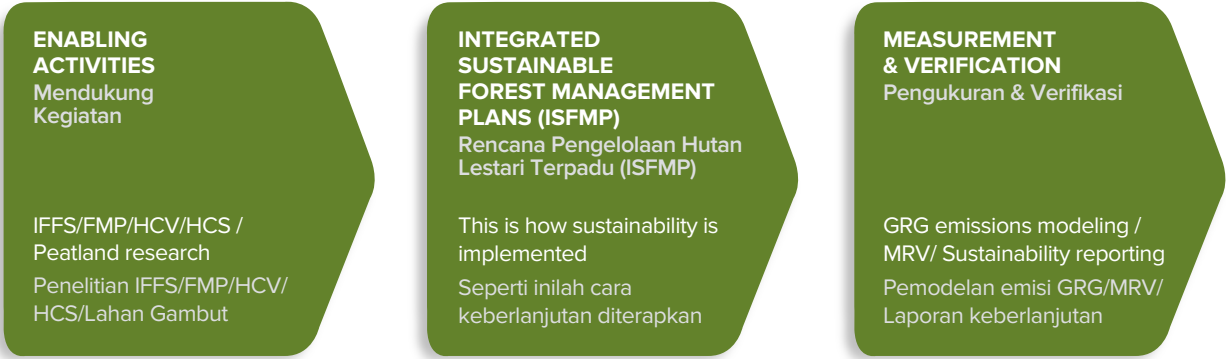 ENABLING
ACTIVITIES
Mendukung
Kegiatan
IFFS/FMP/HCV/HCS /
Peatland research
Penelitian IFFS/FMP/HCV/
HCS/Lahan Gambut
INTEGRATED
SUSTAINABLE
FOREST MANAGEMENT
PLANS (ISFMP)
Rencana Pengelolaan Hutan
Lestari Terpadu (ISFMP)
This is how sustainability is
implemented
Seperti inilah cara
keberlanjutan diterapkan
MEASUREMENT
& VERIFICATION
Pengukuran & Verifikasi
GRG emissions modeling /
MRV/ Sustainability reporting
Pemodelan emisi GRG/MRV/
Laporan keberlanjutan